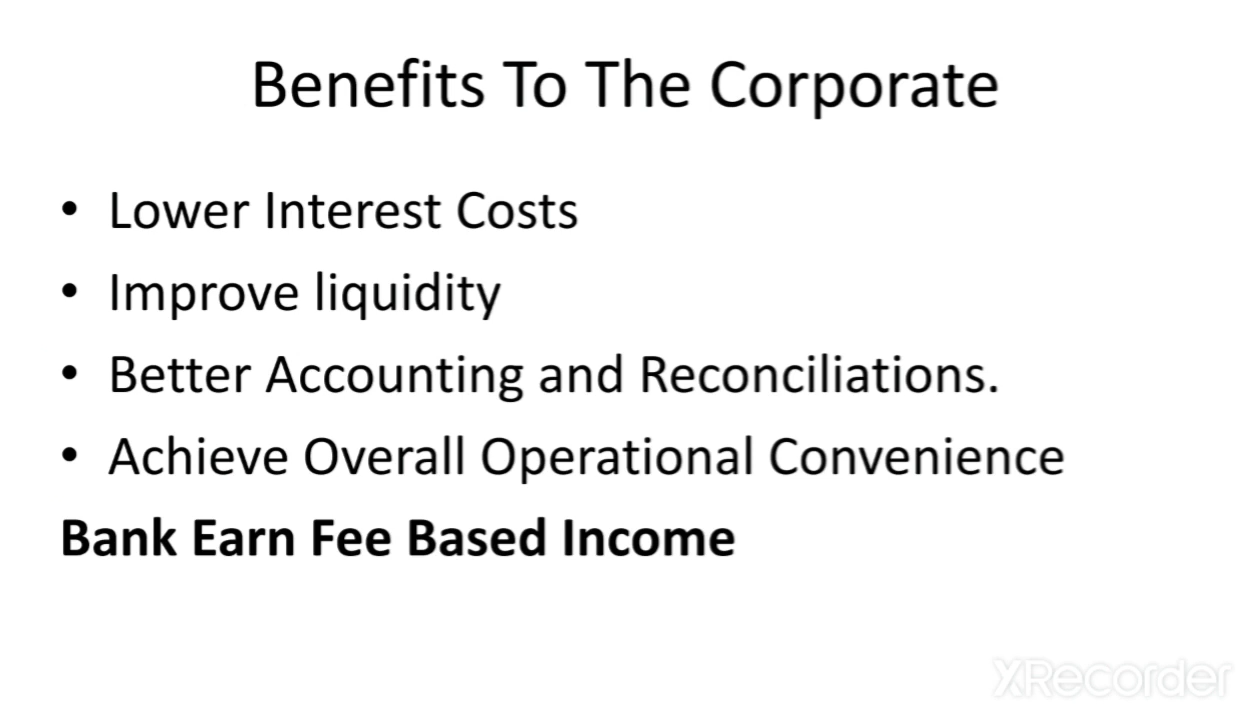 Benefits To The Corporate
• Lower Interest Costs
• Improve liquidity
• Better Accounting and Reconciliations.
• Achieve Overall Operational Convenience
Bank Earn Fee Based Income
XRecorder